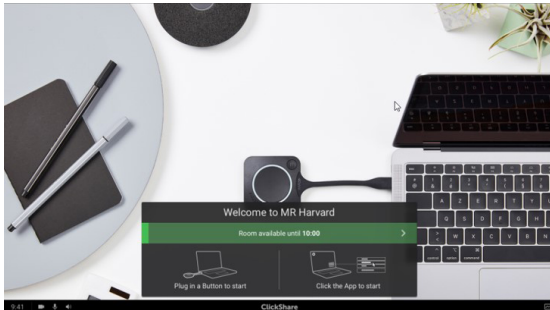 Welcome to MR Harvard
Room available until 10:00
Plug in a Button to start
Click the App to start
9:41
ClickShare